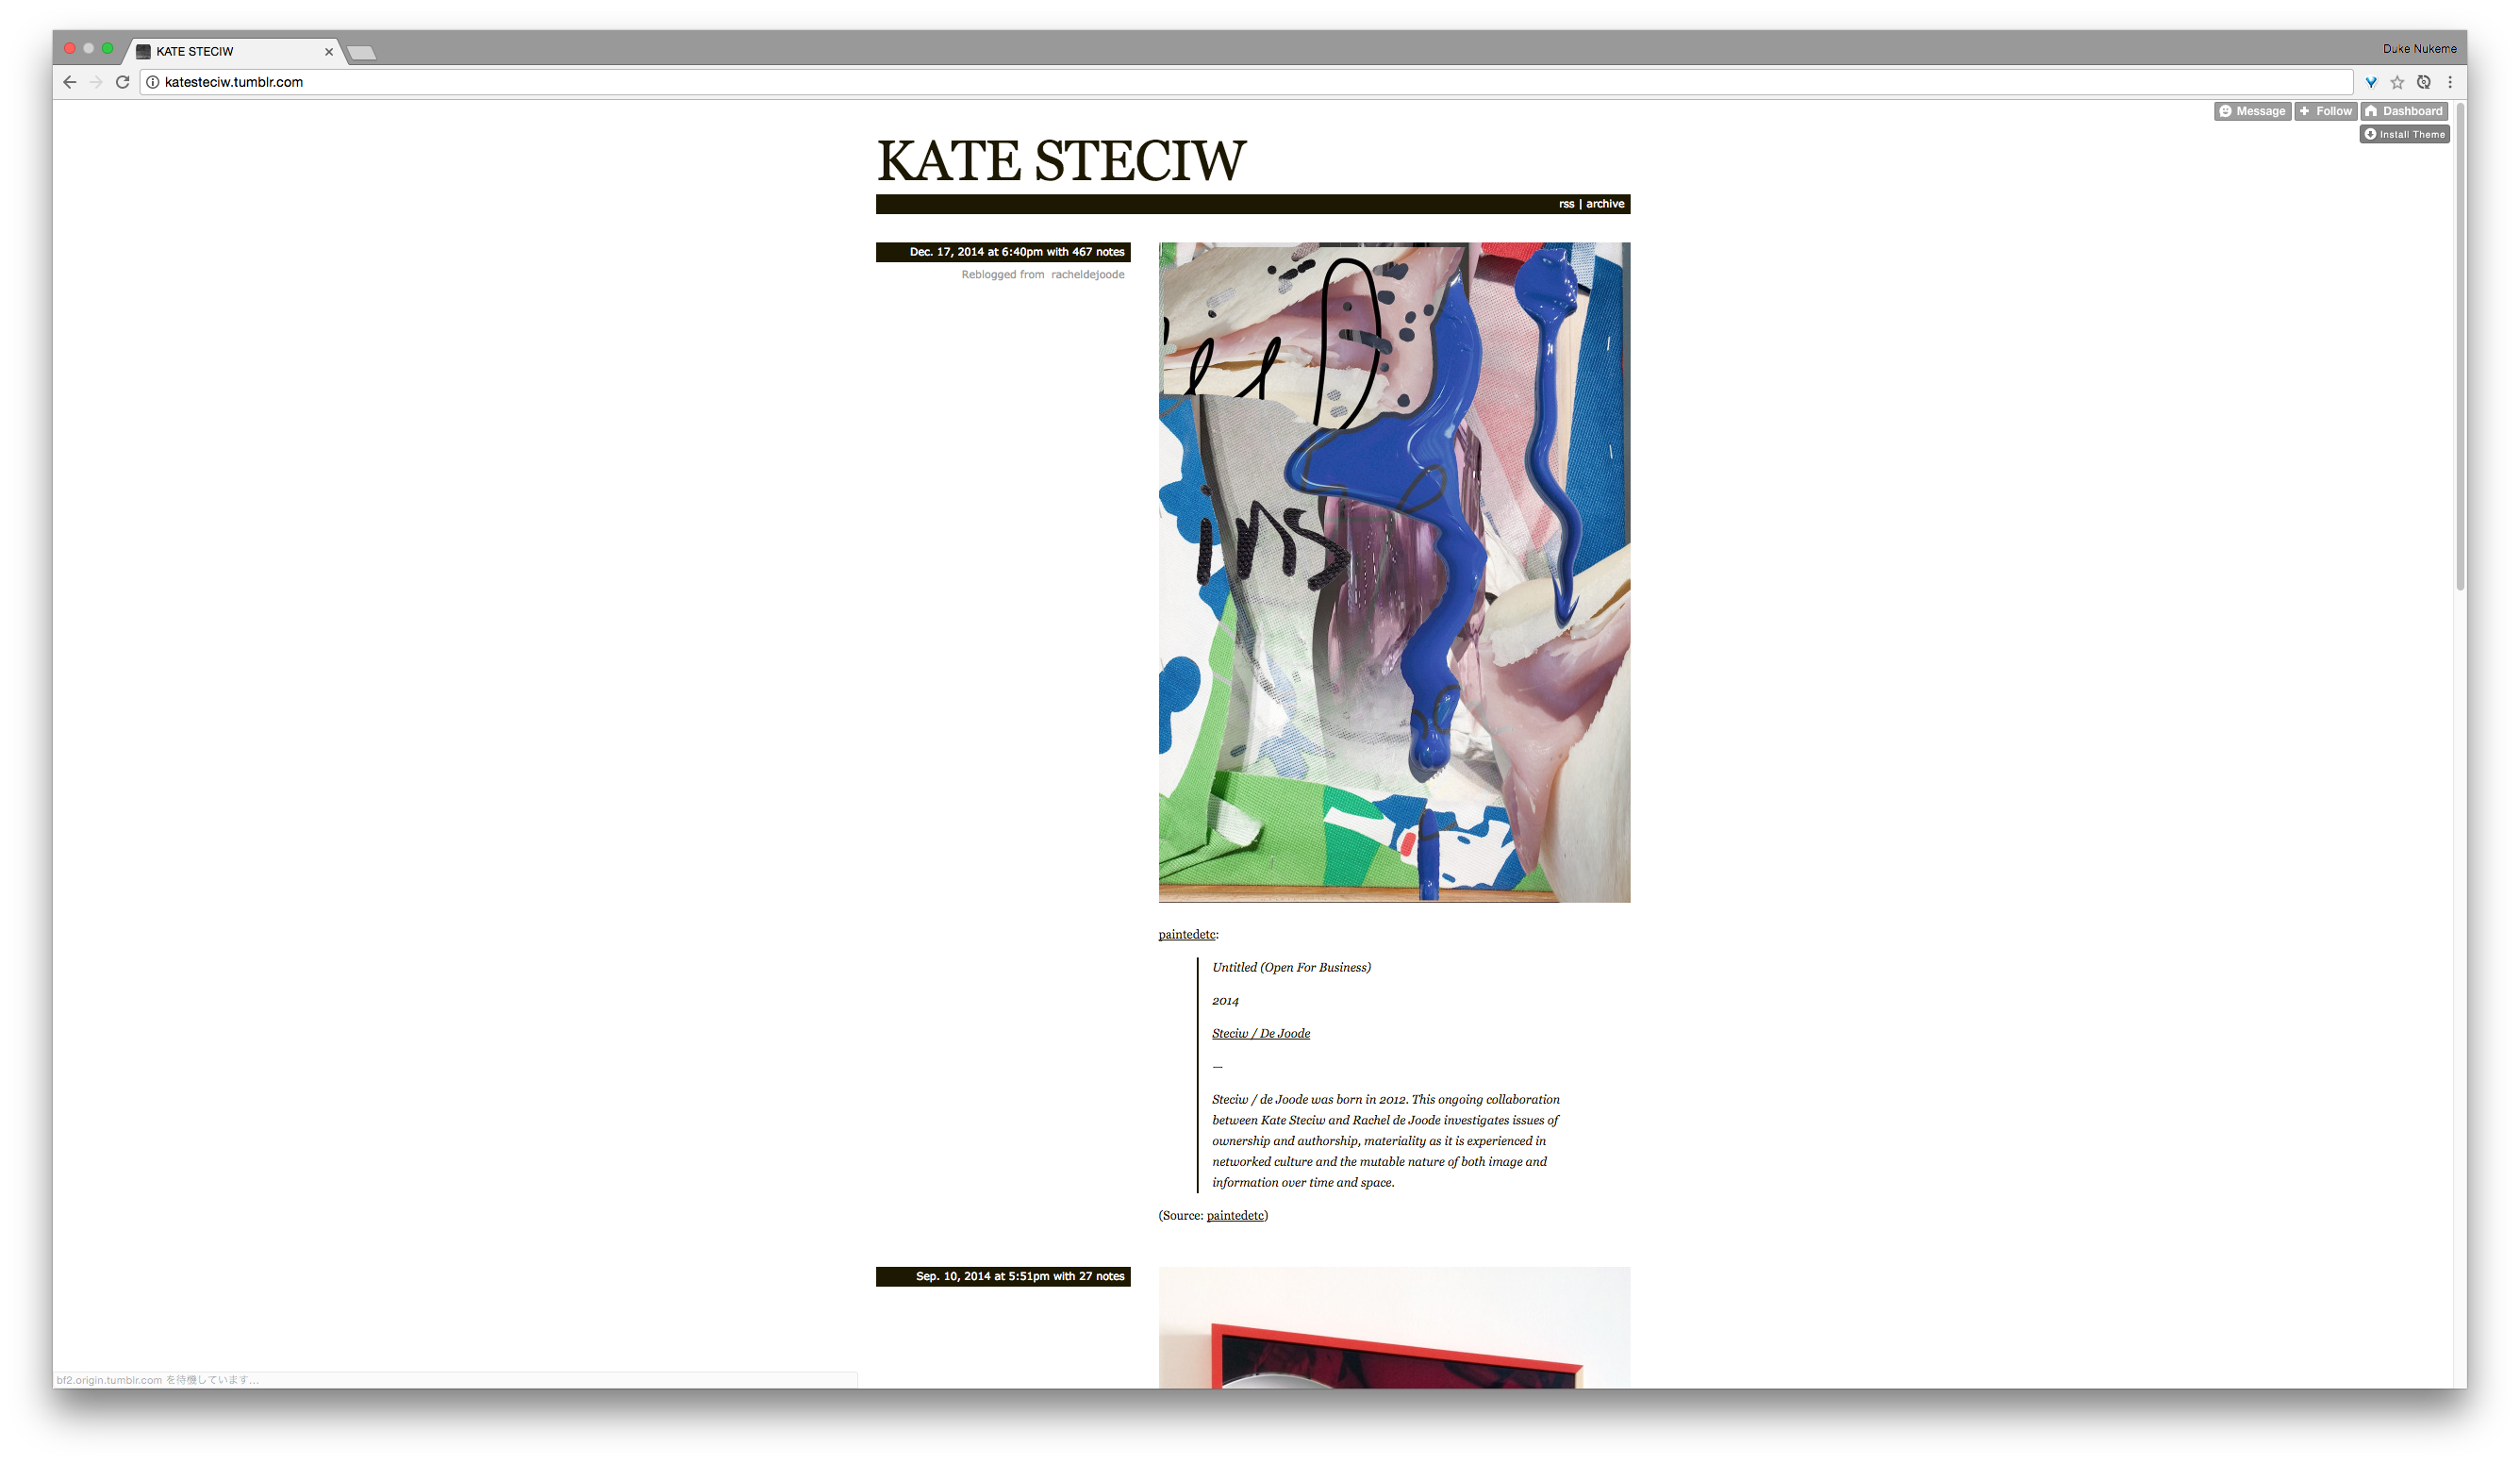 KATE STECIW
Duke Nukeme
katesteciw.tumblr.com
Message
Follow
Dashboard
Install Theme
KATE STECIW
rss | archive
Dec. 17, 2014 at 6:40pm with 467 notes
Reblogged from racheldejoode
ins
paintedetc:
Untitled (Open For Business)
2014
Steciw / De Joode
—
Steciw / de Joode was born in 2012. This ongoing collaboration
between Kate Steciw and Rachel de Joode investigates issues of
ownership and authorship, materiality as it is experienced in
networked culture and the mutable nature of both image and
information over time and space.
(Source: paintedetc)
Sep. 10, 2014 at 5:51pm with 27 notes
bf2.origin.tumblr.com を待機しています...